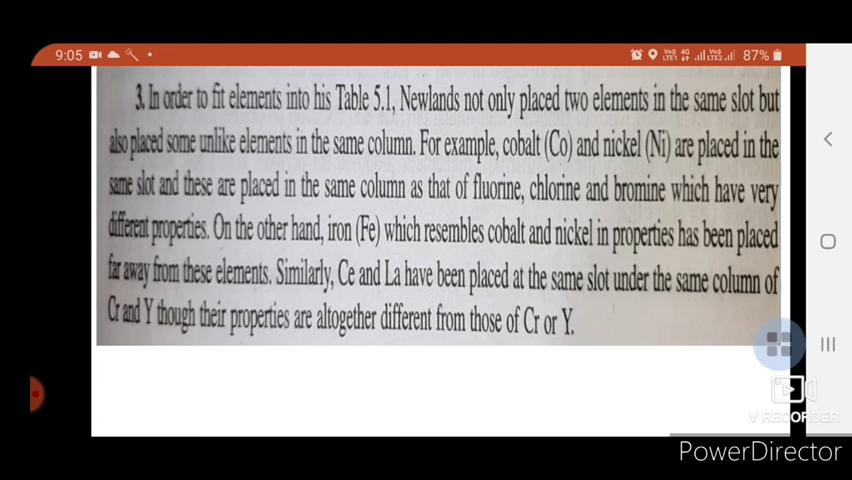 9:05
87%
3. In order to fit elements into his Table 5.1, Newlands not only placed two elements in the same slot but
also placed some unlike elements in the same column. For example, cobalt (Co) and nickel (Ni) are placed in the
same slot and these are placed in the same column as that of fluorine, chlorine and bromine which have very
different properties. On the other hand, iron (Fe) which resembles cobalt and nickel in properties has been placed
far away from these elements. Similarly, Ce and La have been placed at the same slot under the same column of
Cr and Y though their properties are altogether different from those of Cr or Y.
V RECORDER
PowerDirector